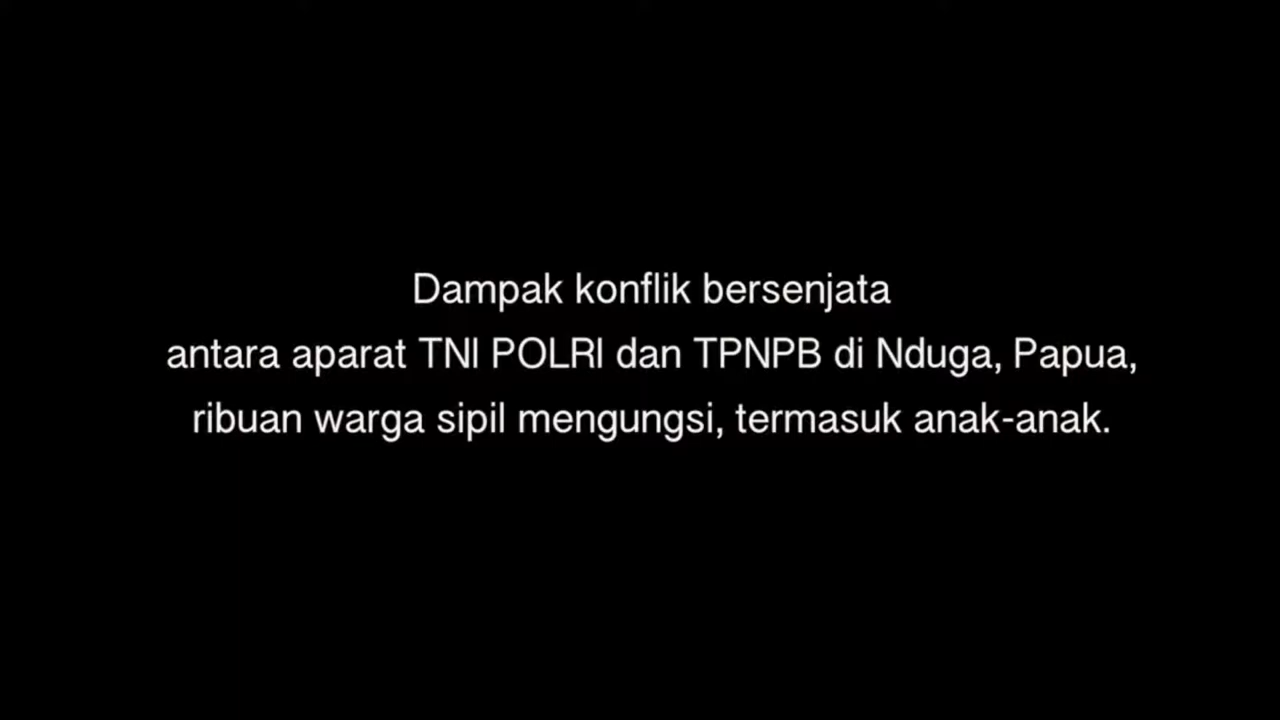 Dampak konflik bersenjata
antara aparat TNI POLRI dan TPNPB di Nduga, Papua,
ribuan warga sipil mengungsi, termasuk anak-anak.